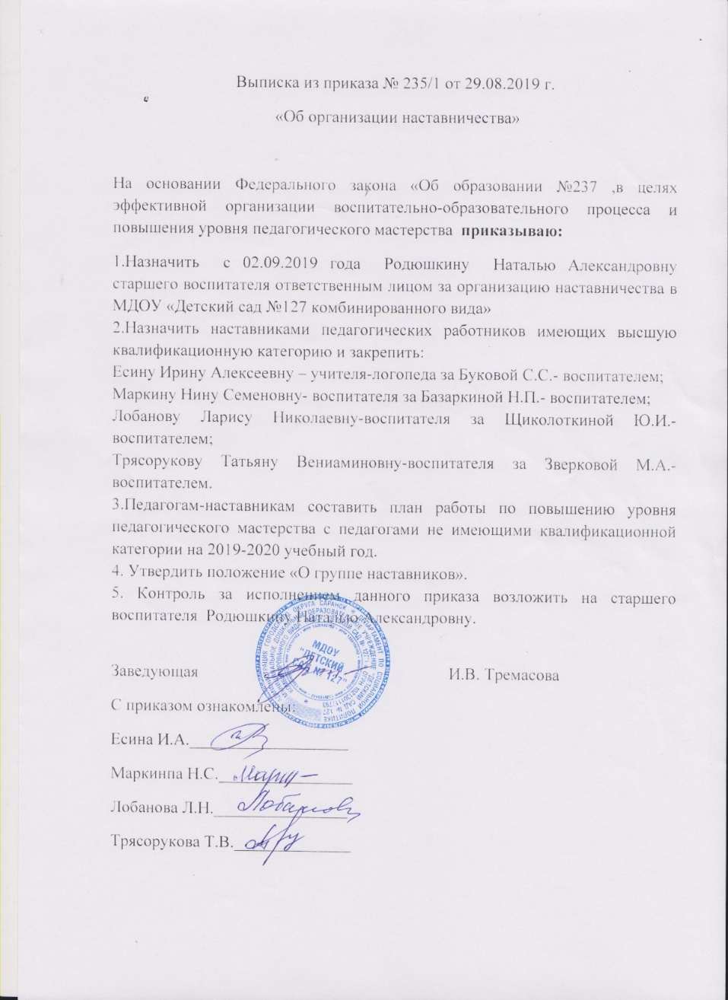 Выписка из приказа № 235/1 от 29.08.2019 г.
«Об организации наставничества»
На основании Федерального закона «Об образовании №237 ,в целях
эффективной организации воспитательно-образовательного процесса и
повышения уровня педагогического мастерства приказываю:
1.Назначить с 02.09.2019 года Родюшкину Наталью Александровну
старшего воспитателя ответственным лицом за организацию наставничества в
МДОУ «Детский сад №127 комбинированного вида»
2.Назначить наставниками педагогических работников имеющих высшую
квалификационную категорию и закрепить:
Есину Ирину Алексеевну – учителя-логопеда за Буковой С.С.- воспитателем;
Маркину Нину Семеновну- воспитателя за Базаркиной Н.П.- воспитателем;
Лобанову Ларису Николаевну-воспитателя за Щиколоткиной Ю.И.-
воспитателем;
Трясорукову Татьяну Вениаминовну-воспитателя за Зверковой М.А.-
воспитателем.
3.Педагогам-наставникам составить план работы по повышению уровня
педагогического мастерства с педагогами не имеющими квалификационной
категории на 2019-2020 учебный год.
4. Утвердить положение «О группе наставников».
5. Контроль за исполнением данного приказа возложить на старшего
воспитателя Родюшкину Наталью Александровну.
МДОУ
"ДЕТСКИЙ
САД № 127"
Заведующая И.В. Тремасова
С приказом ознакомлены:
Есина И.А.
Маркинпа Н.С.
Лобанова Л.Н.
Трясорукова Т.В.